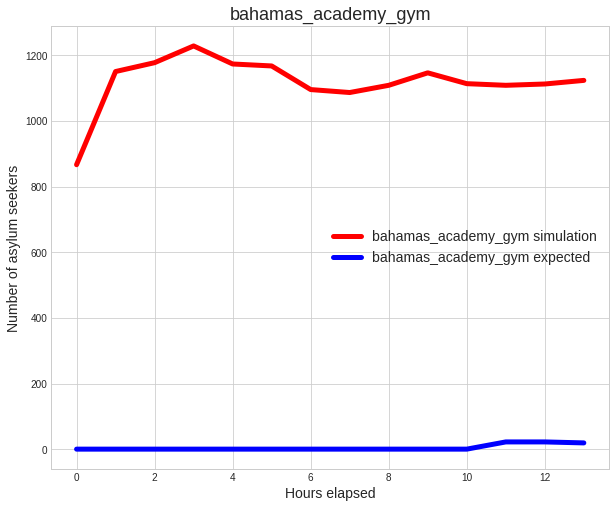 bahamas_academy_gym
1200
1000
800
600
400
200
0
Number of asylum seekers
bahamas_academy_gym simulation
bahamas_academy_gym expected
0 2 4 6 8 10 12
Hours elapsed